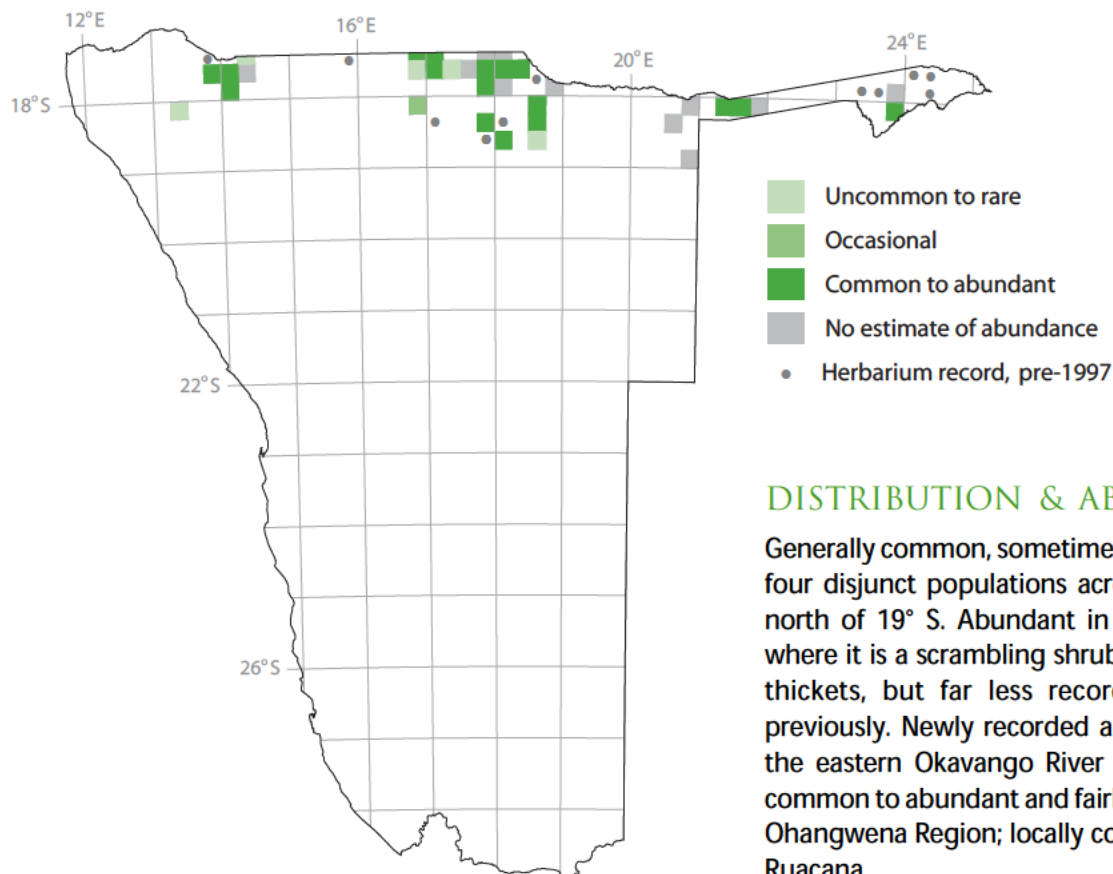 12°E
16°E
20°E
24°E
18°S
22°S
26°S
Uncommon to rare
Occasional
Common to abundant
No estimate of abundance
Herbarium record, pre-1997
DISTRIBUTION & AB
Generally common, sometime
four disjunct populations acr
north of 19° S. Abundant in
where it is a scrambling shrub
thickets, but far less recor
previously. Newly recorded a
the eastern Okavango River
common to abundant and fairl
Ohangwena Region; locally co
Ruacana